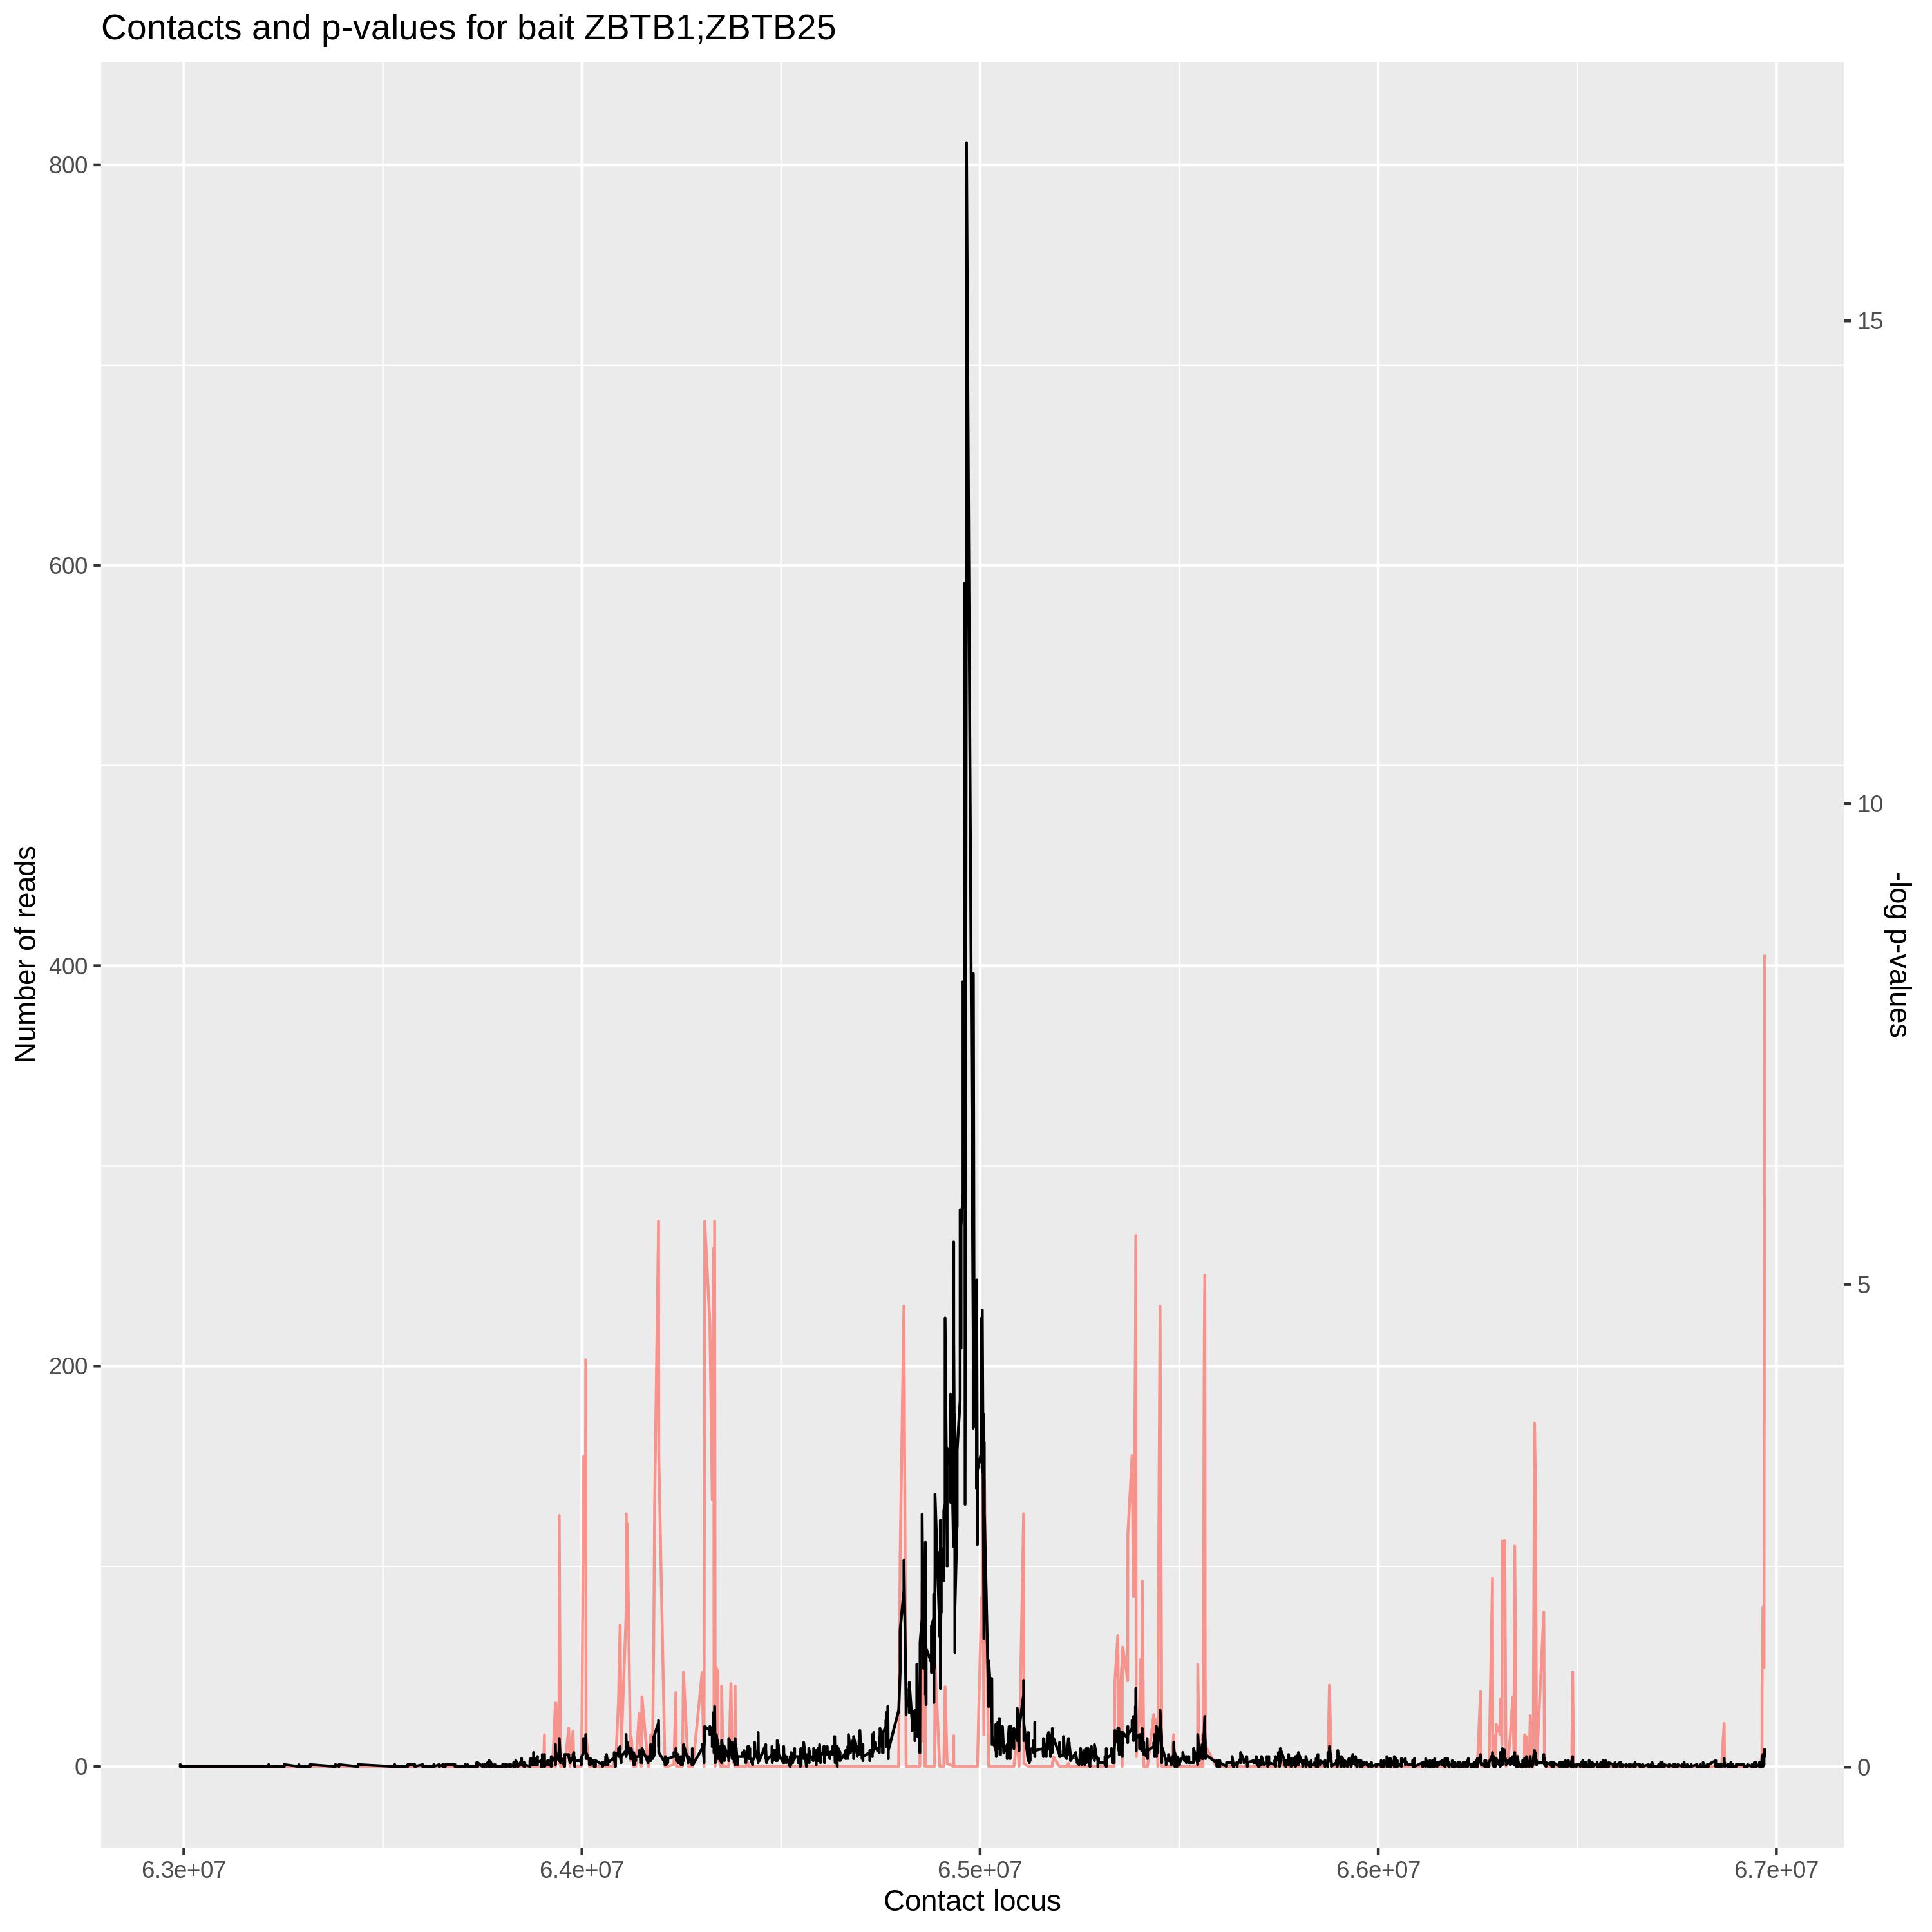 Contacts and p-values for bait ZBTB1;ZBTB25
800
600
400
200
0
Number of reads
15
10
5
0
-log p-values
6.3e+07 6.4e+07 6.5e+07 6.6e+07 6.7e+07
Contact locus